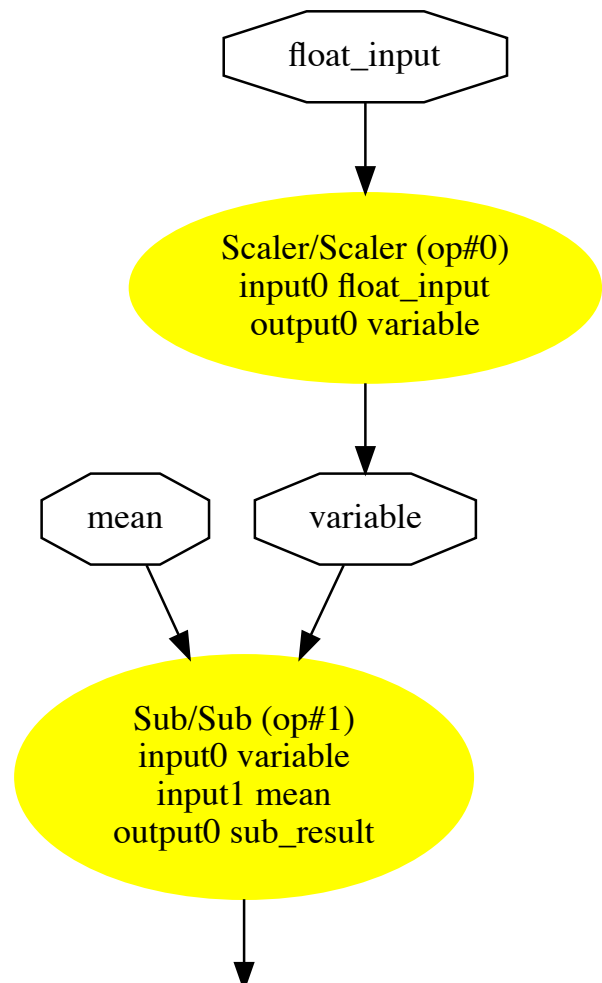 float_input
Scaler/Scaler (op#0)
input0 float_input
output0 variable
mean
variable
Sub/Sub (op#1)
input0 variable
input1 mean
output0 sub_result